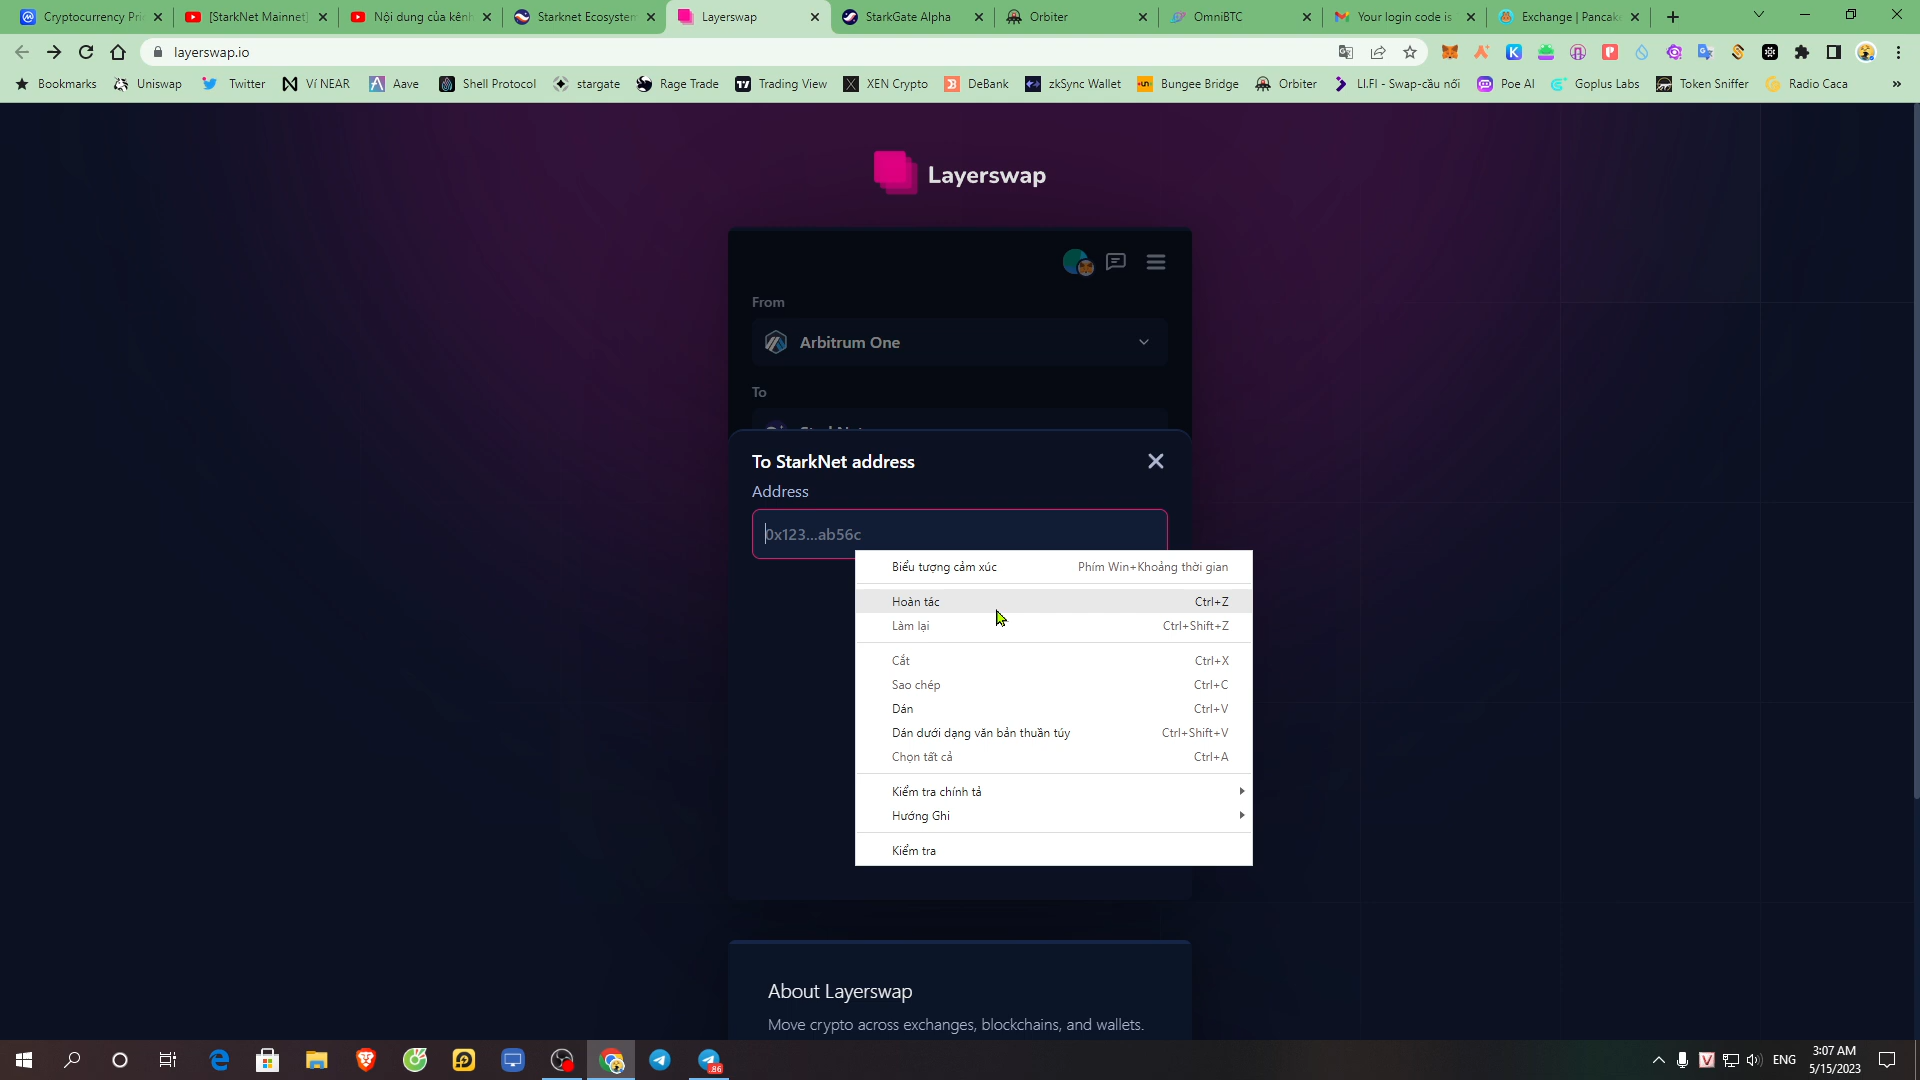 Cryptocurrency Pri
[StarkNet Mainnet]
Nội dung của kênh
Starknet Ecosystem
Layerswap
StarkGate Alpha
Orbiter
OmniBTC
Your login code is
Exchange | Pancak
layerswap.io
Bookmarks
Uniswap
Twitter
Ví NEAR
Aave
Shell Protocol
stargate
Rage Trade
Trading View
XEN Crypto
DeBank
zkSync Wallet
Bungee Bridge
Orbiter
LI.FI - Swap-cầu nối
Poe AI
Goplus Labs
Token Sniffer
Radio Caca
»
Layerswap
From
Arbitrum One
To
To StarkNet address
Address
0x123...ab56c
Biểu tượng cảm xúc Phím Win+Khoảng thời gian
Hoàn tác Ctrl+Z
Làm lại Ctrl+Shift+Z
Cắt Ctrl+X
Sao chép Ctrl+C
Dán Ctrl+V
Dán dưới dạng văn bản thuần túy Ctrl+Shift+V
Chọn tất cả Ctrl+A
Kiểm tra chính tả
Hướng Ghi
Kiểm tra
About Layerswap
Move crypto across exchanges, blockchains, and wallets.
86
ENG
3:07 AM
5/15/2023